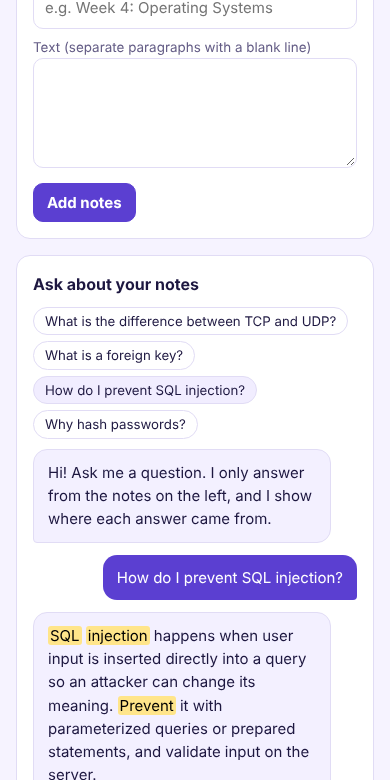 e.g. Week 4: Operating Systems
Text (separate paragraphs with a blank line)
Add notes
Ask about your notes
What is the difference between TCP and UDP?
What is a foreign key?
How do I prevent SQL injection?
Why hash passwords?
Hi! Ask me a question. I only answer
from the notes on the left, and I show
where each answer came from.
How do I prevent SQL injection?
SQL injection happens when user
input is inserted directly into a query
so an attacker can change its
meaning. Prevent it with
parameterized queries or prepared
statements, and validate input on the
server.